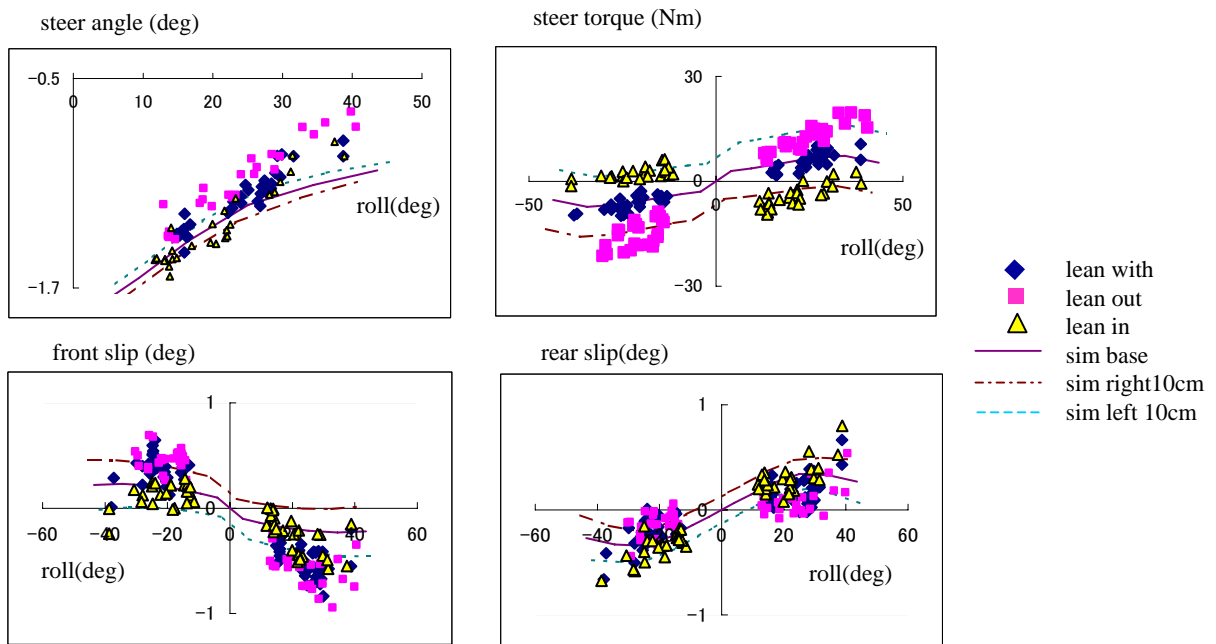 steer angle (deg)
−0.5
0 10 20 30 40 50
roll(deg)
−1.7
steer torque (Nm)
30
0
−50 0 50
roll(deg)
−30
lean with
lean out
lean in
sim base
sim right10cm
sim left 10cm
front slip (deg)
1
0
−60 −40 −20 0 20 40 60
roll(deg)
−1
rear slip(deg)
1
0
−60 −40 −20 0 20 40 60
roll(deg)
−1